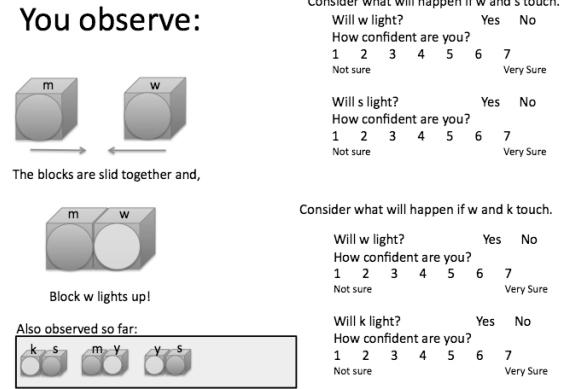 You observe:
m
w
The blocks are slid together and,
m
w
Block w lights up!
Also observed so far:
k s
m y
y s
Consider what will happen if w and s touch.
Will w light? Yes No
How confident are you?
1 2 3 4 5 6 7
Not sure Very Sure
Will s light? Yes No
How confident are you?
1 2 3 4 5 6 7
Not sure Very Sure
Consider what will happen if w and k touch.
Will w light? Yes No
How confident are you?
1 2 3 4 5 6 7
Not sure Very Sure
Will k light? Yes No
How confident are you?
1 2 3 4 5 6 7
Not sure Very Sure